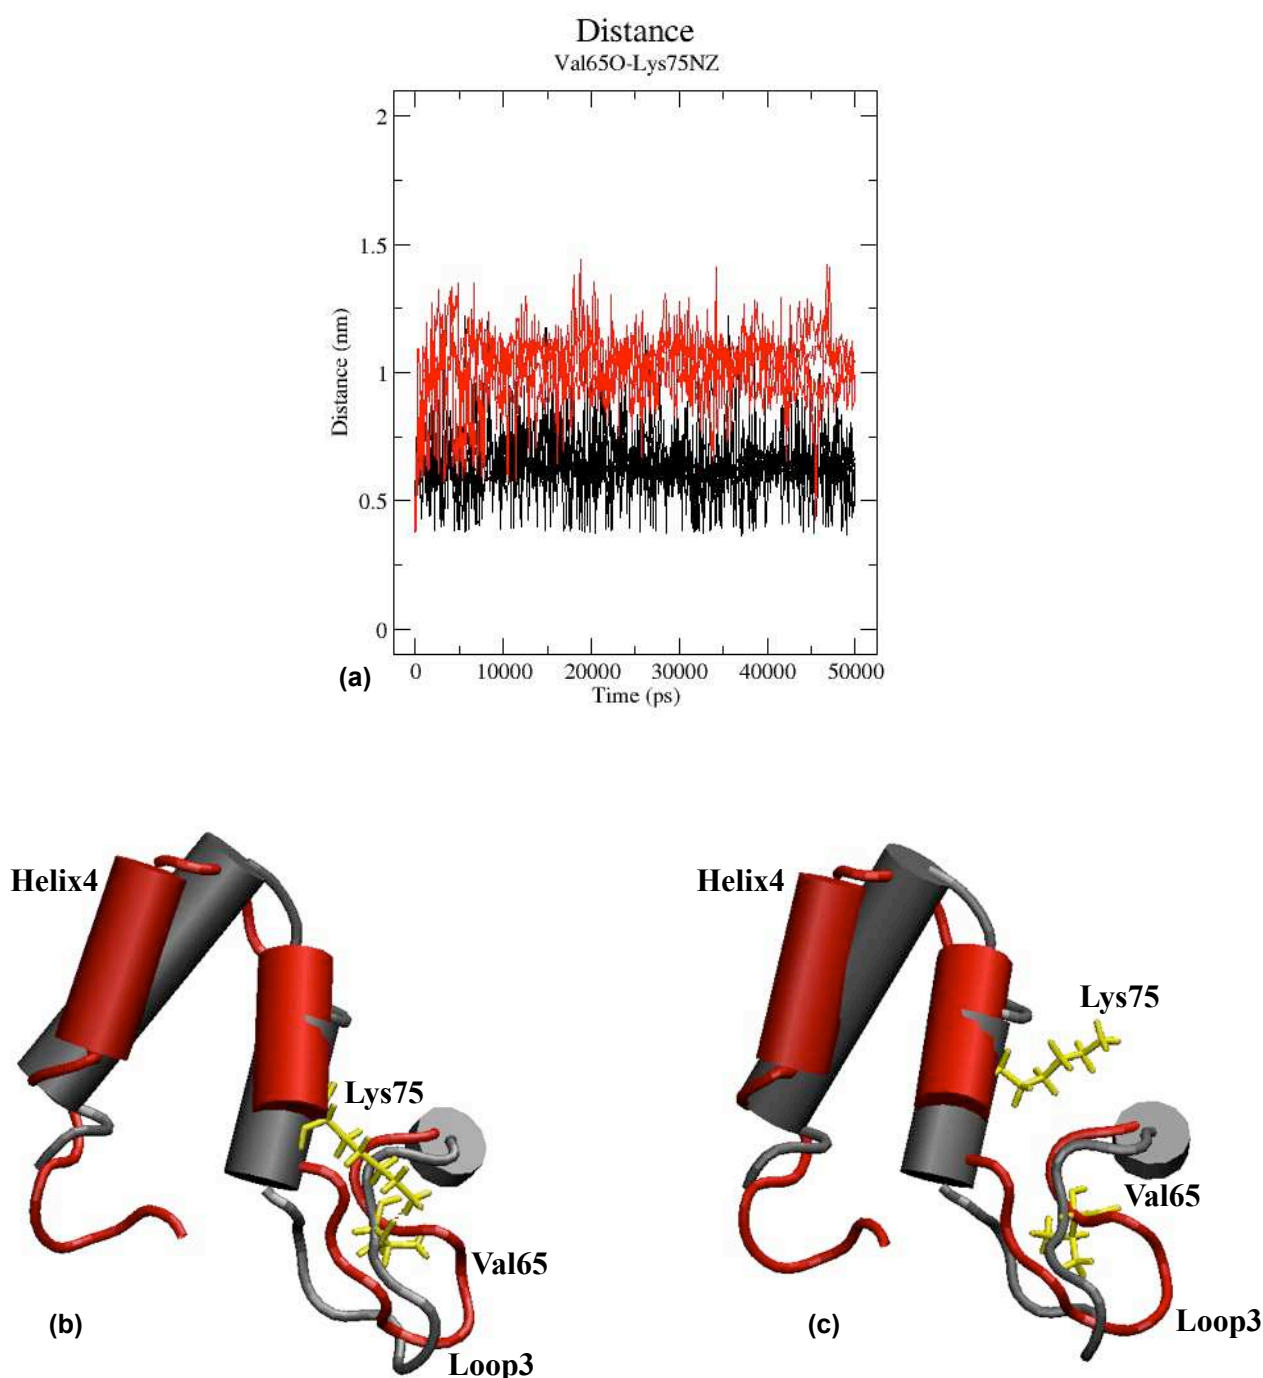 Distance
Val65O-Lys75NZ
2
1.5
1
0.5
0
Distance (nm)
0 10000 20000 30000 40000 50000
Time (ps)
(a)
Helix4
Lys75
Val65
Loop3
(b)
Helix4
Lys75
Val65
Loop3
(c)